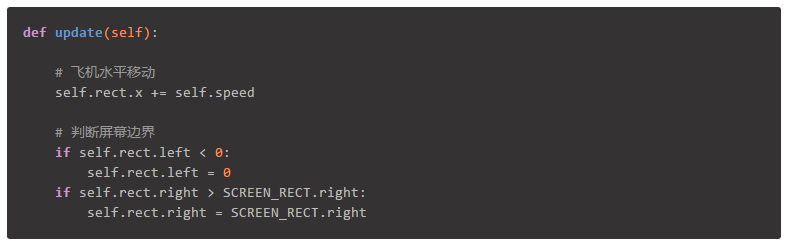 def update(self):
    # 飞机水平移动
    self.rect.x += self.speed
    # 判断屏幕边界
    if self.rect.left < 0:
        self.rect.left = 0
    if self.rect.right > SCREEN_RECT.right:
        self.rect.right = SCREEN_RECT.right